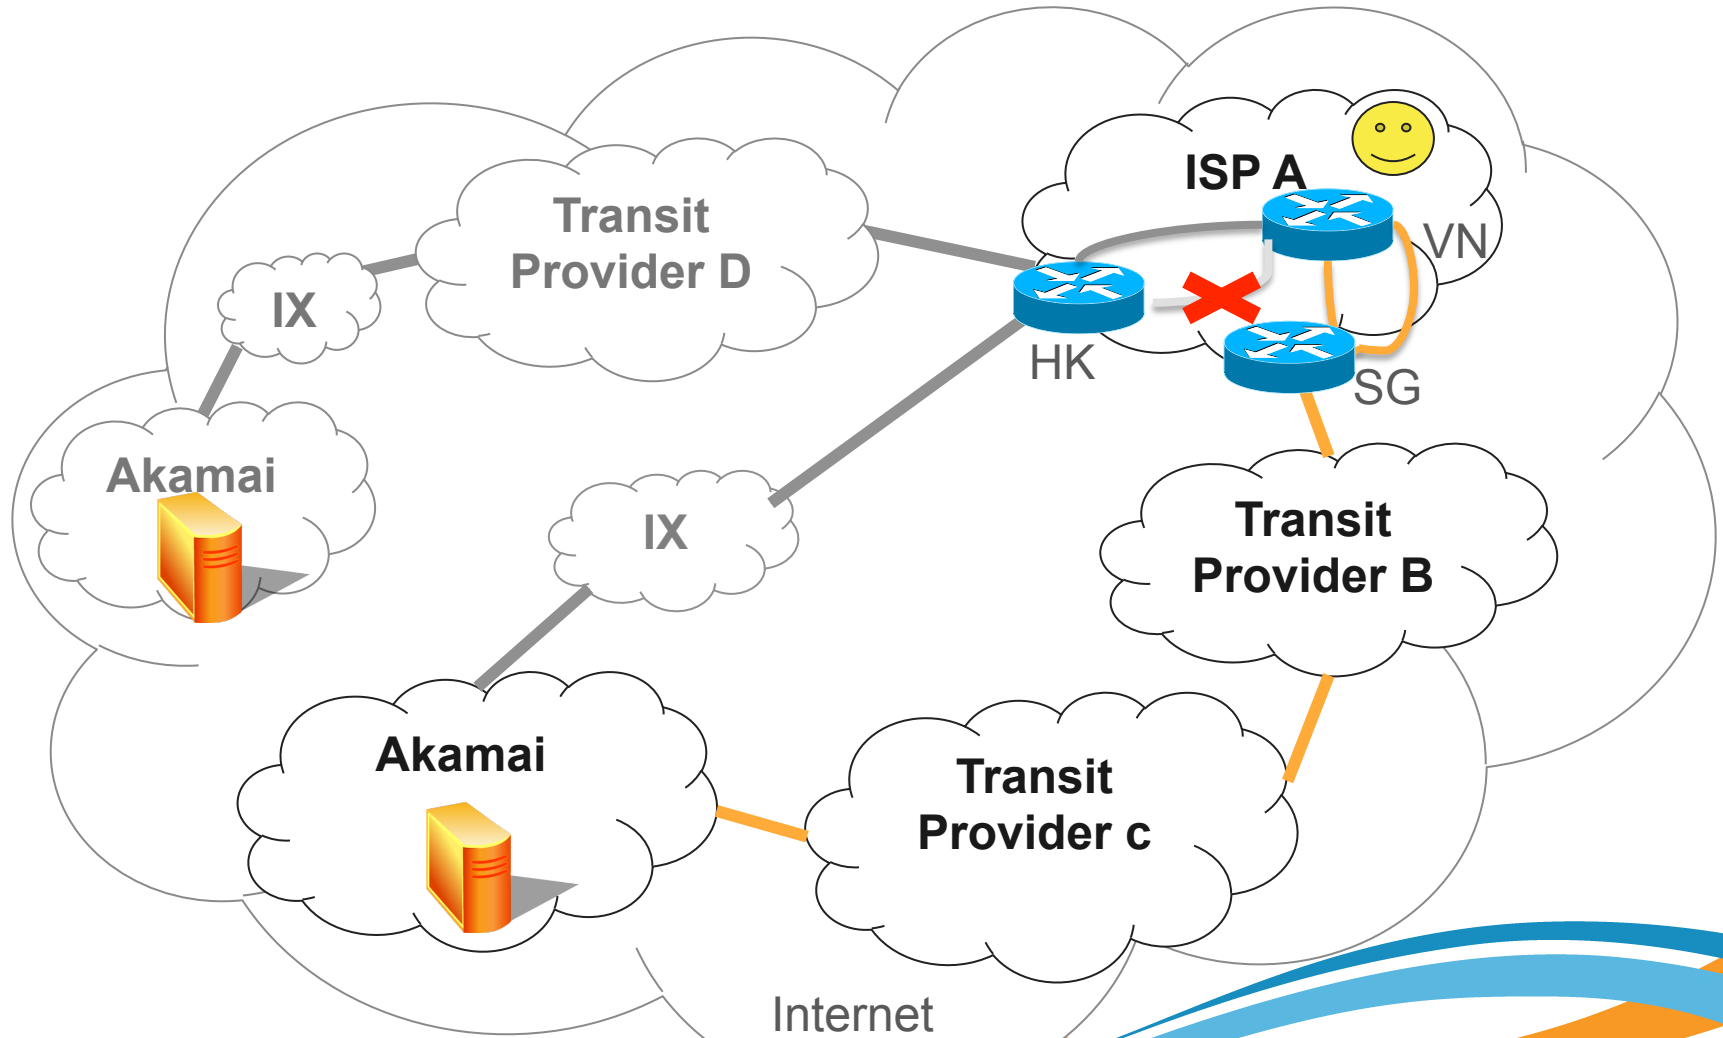 ISP A
Transit
Provider D
VN
IX
HK
SG
Akamai
IX
Transit
Provider B
Akamai
Transit
Provider c
Internet